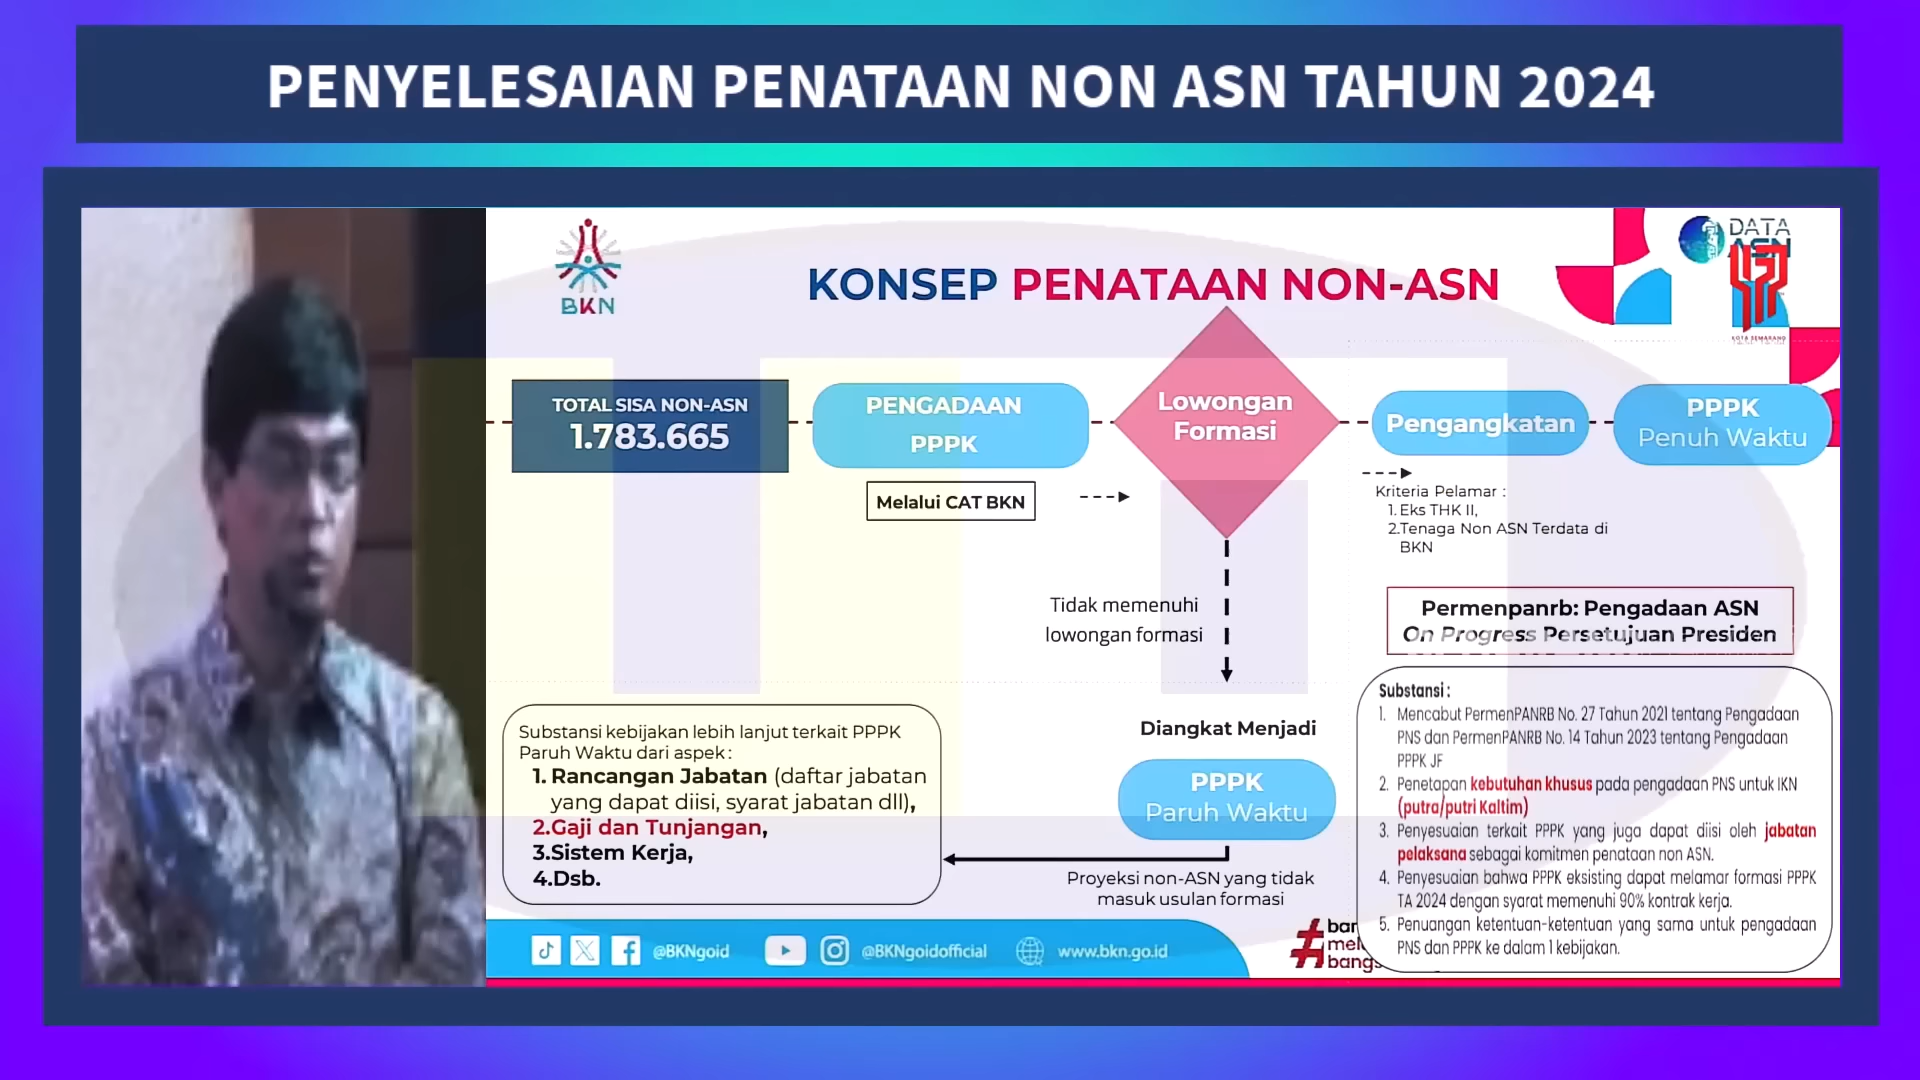 PENYELESAIAN PENATAAN NON ASN TAHUN 2024
BKN
KONSEP PENATAAN NON-ASN
DATA
ASN
KOTA SEMARANG
TOTAL SISA NON-ASN
1.783.665
PENGADAAN
PPPK
Melalui CAT BKN
Lowongan
Formasi
Pengangkatan
PPPK
Penuh Waktu
Kriteria Pelamar :
1. Eks THK II,
2.Tenaga Non ASN Terdata di
BKN
Tidak memenuhi
lowongan formasi
Permenpanrb: Pengadaan ASN
On Progress Persetujuan Presiden
Diangkat Menjadi
PPPK
Paruh Waktu
Proyeksi non-ASN yang tidak
masuk usulan formasi
Substansi kebijakan lebih lanjut terkait PPPK
Paruh Waktu dari aspek :
1. Rancangan Jabatan (daftar jabatan
yang dapat diisi, syarat jabatan dll),
2.Gaji dan Tunjangan,
3.Sistem Kerja,
4.Dsb.
Substansi :
1. Mencabut PermenPANRB No. 27 Tahun 2021 tentang Pengadaan
PNS dan PermenPANRB No. 14 Tahun 2023 tentang Pengadaan
PPPK JF
2. Penetapan kebutuhan khusus pada pengadaan PNS untuk IKN
(putra/putri Kaltim)
3. Penyesuaian terkait PPPK yang juga dapat diisi oleh jabatan
pelaksana sebagai komitmen penataan non ASN.
4. Penyesuaian bahwa PPPK eksisting dapat melamar formasi PPPK
TA 2024 dengan syarat memenuhi 90% kontrak kerja.
5. Penuangan ketentuan-ketentuan yang sama untuk pengadaan
PNS dan PPPK ke dalam 1 kebijakan.
@BKNgoid
@BKNgoidofficial
www.bkn.go.id